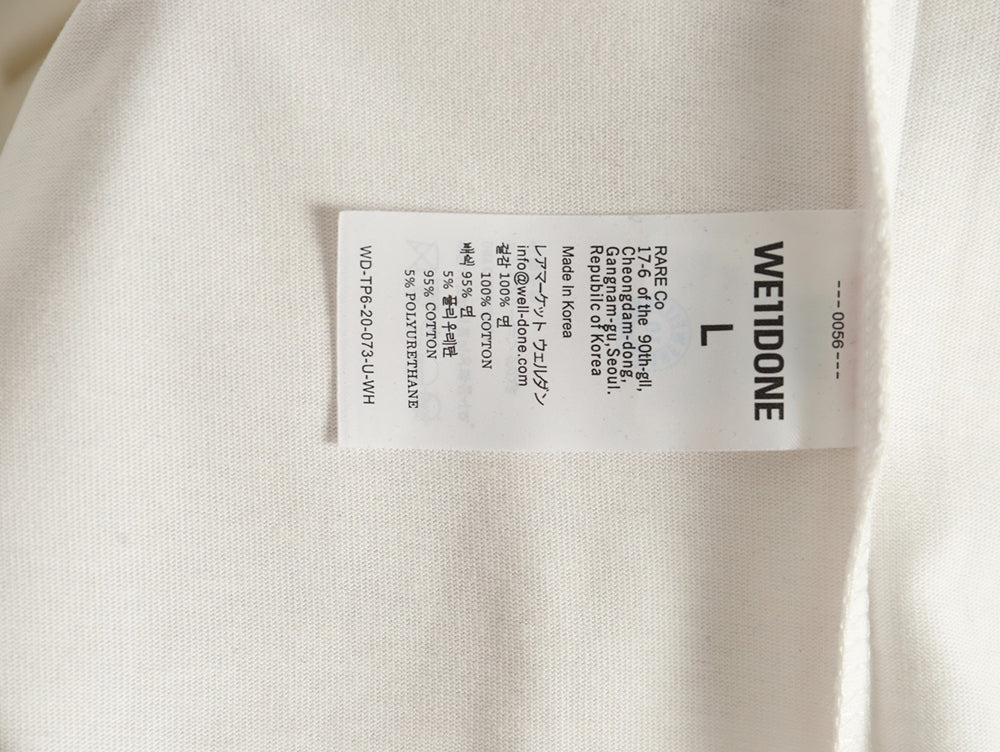 ---0056---
WE11DONE
L
RARE Co
17-6 of the 90th-gil,
Cheongdam-dong,
Gangnam-gu,Seoul.
Republic of Korea
Made In Korea
レアマーケット ウェルダン
info@well-done.com
겉감 100% 면
100% COTTON
배색 95% 면
5% 폴리우레탄
95% COTTON
5% POLYURETHANE
WD-TP6-20-073-U-WH